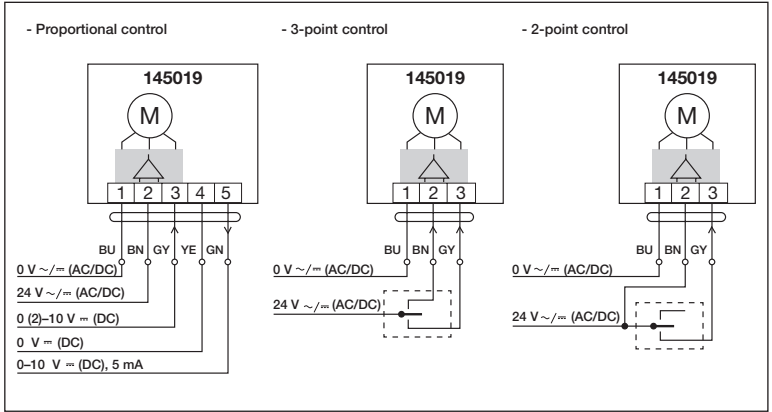 - Proportional control
145019
M
1 2 3 4 5
BU BN GY YE GN
0 V ~/⎓ (AC/DC)
24 V ~/⎓ (AC/DC)
0 (2)–10 V ⎓ (DC)
0 V ⎓ (DC)
0–10 V ⎓ (DC), 5 mA
- 3-point control
145019
M
1 2 3
BU BN GY
0 V ~/⎓ (AC/DC)
24 V ~/⎓ (AC/DC)
- 2-point control
145019
M
1 2 3
BU BN GY
0 V ~/⎓ (AC/DC)
24 V ~/⎓ (AC/DC)